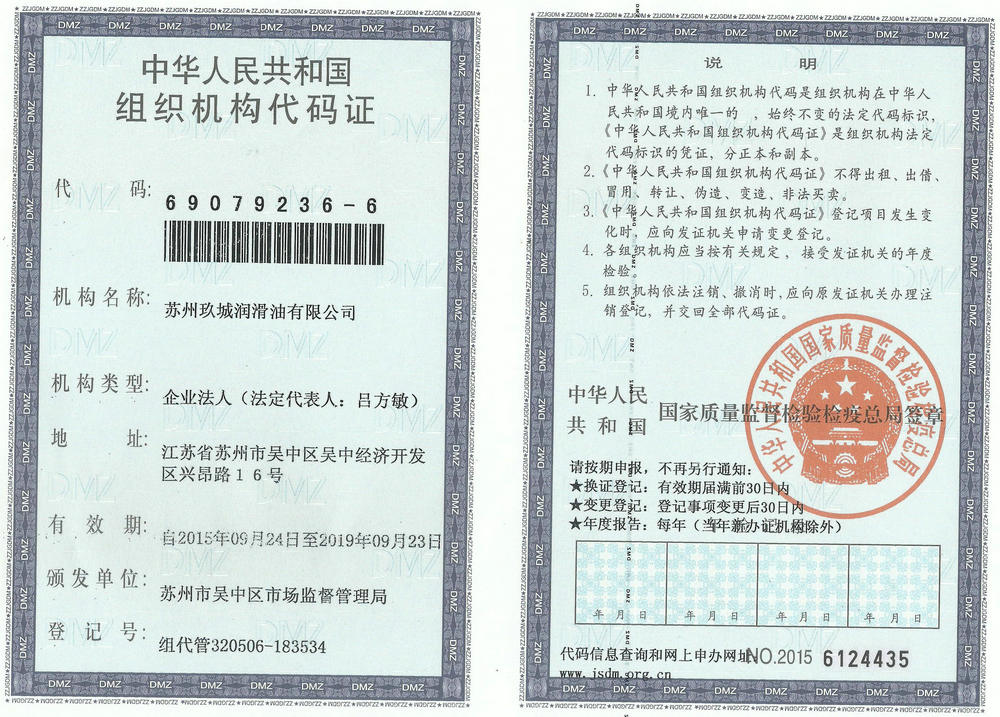 中华人民共和国
组织机构代码证
代 码:
69079236-6
机构名称:
苏州玖城润滑油有限公司
机构类型:
企业法人（法定代表人：吕方敏）
地 址:
江苏省苏州市吴中区吴中经济开发
区兴昂路１６号
有 效 期:
自2015年09月24日至2019年09月23日
颁发单位:
苏州市吴中区市场监督管理局
登 记 号:
组代管320506-183534
说 明
1. 中华人民共和国组织机构代码是组织机构在中华人
民共和国境内唯一的 ，始终不变的法定代码标识，
《中华人民共和国组织机构代码证》是组织机构法定
代码标识的凭证，分正本和副本。
2.《中华人民共和国组织机构代码证》不得出租、出借、
冒用、转让、伪造、变造、非法买卖。
3.《中华人民共和国组织机构代码证》登记项目发生变
化时，应向发证机关申请变更登记。
4. 各组织机构应当按有关规定，接受发证机关的年度
检验。
5. 组织机构依法注销、撤消时，应向原发证机关办理注
销登记，并交回全部代码证。
中华人民
共和国
国家质量监督检验检疫总局签章
中华人民共和国国家质量监督检验检疫总局
请按期申报，不再另行通知：
★换证登记：有效期届满前30日内
★变更登记：登记事项变更后30日内
★年度报告：每年（当年新办证机构除外）
年 月 日 年 月 日 年 月 日 年 月 日
代码信息查询和网上申办网址
NO.2015 6124435
www.jsdm.org.cn